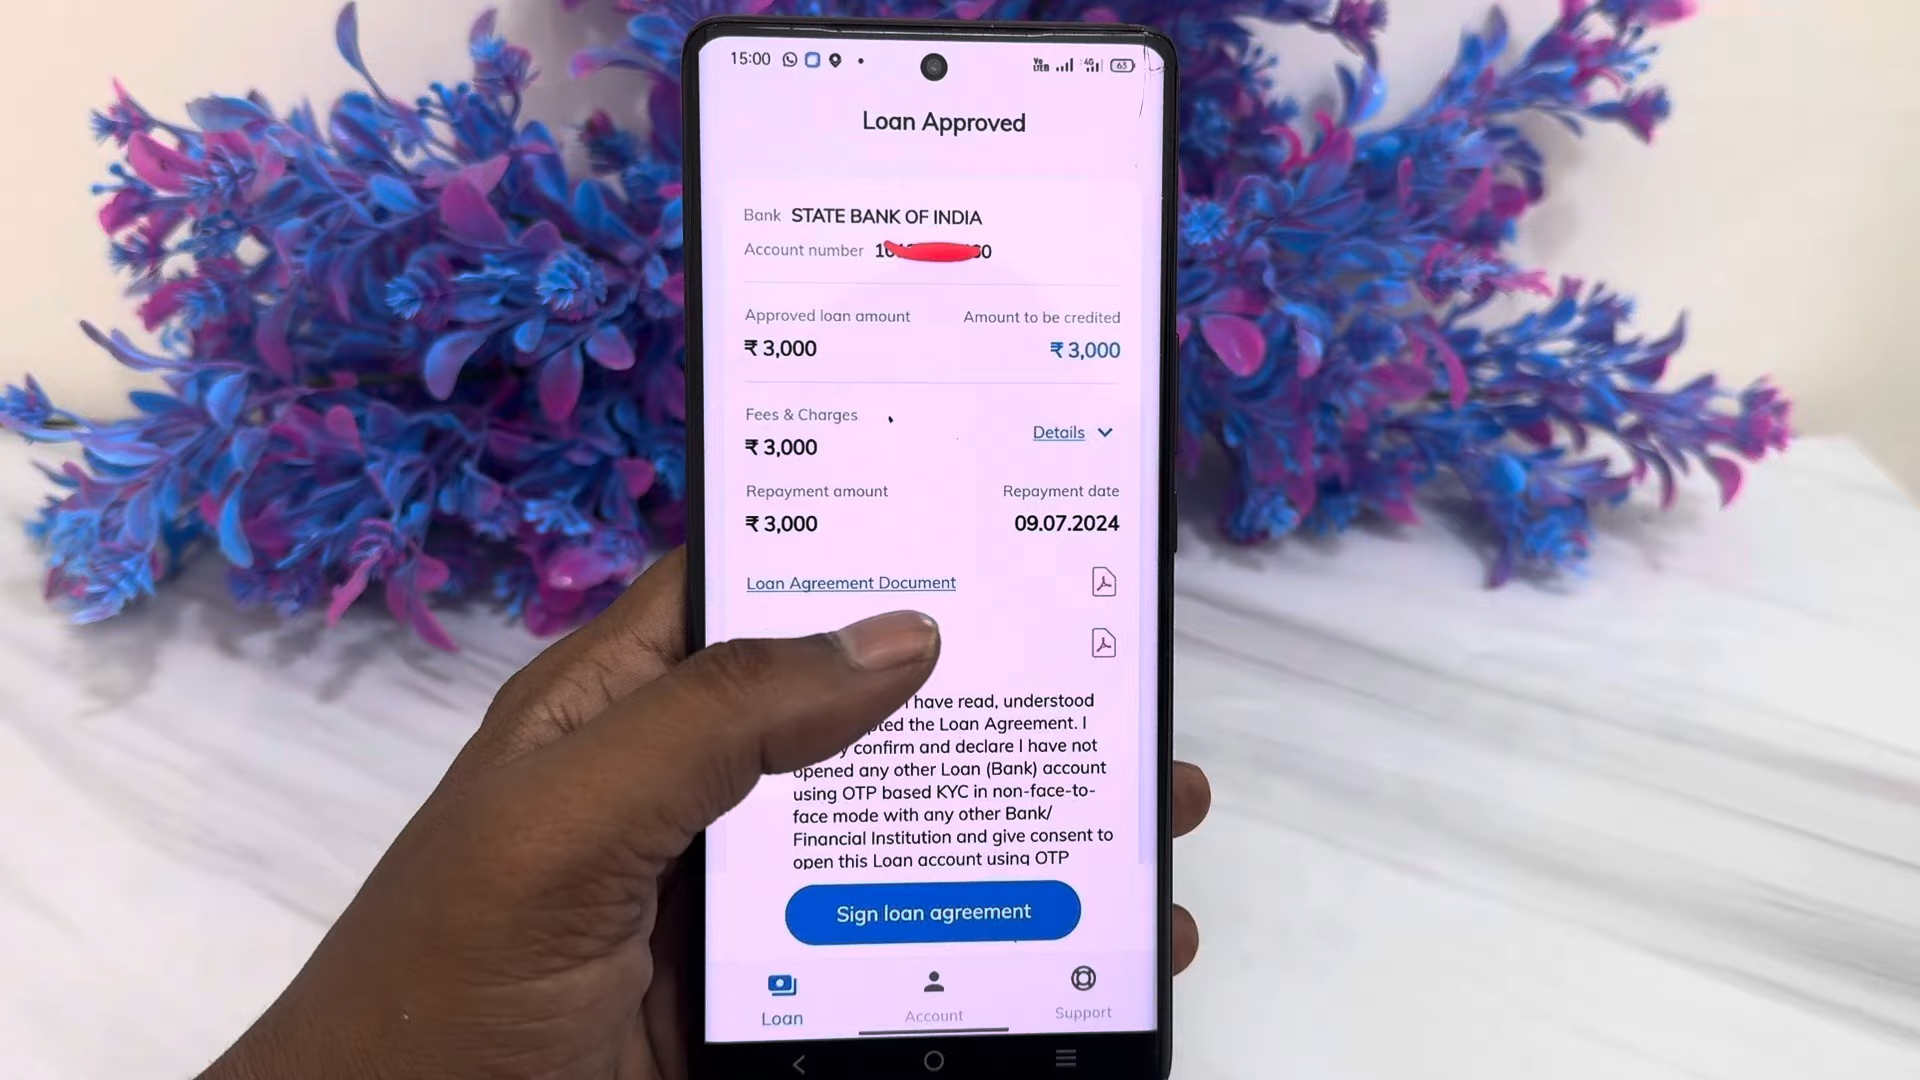 15:00
63
Loan Approved
Bank STATE BANK OF INDIA
Account number
Approved loan amount Amount to be credited
₹ 3,000 ₹ 3,000
Fees & Charges
Details
₹ 3,000
Repayment amount Repayment date
₹ 3,000 09.07.2024
Loan Agreement Document
I have read, understood
the Loan Agreement. I
confirm and declare I have not
opened any other Loan (Bank) account
using OTP based KYC in non-face-to-
face mode with any other Bank/
Financial Institution and give consent to
open this Loan account using OTP
Sign loan agreement
Loan Account Support